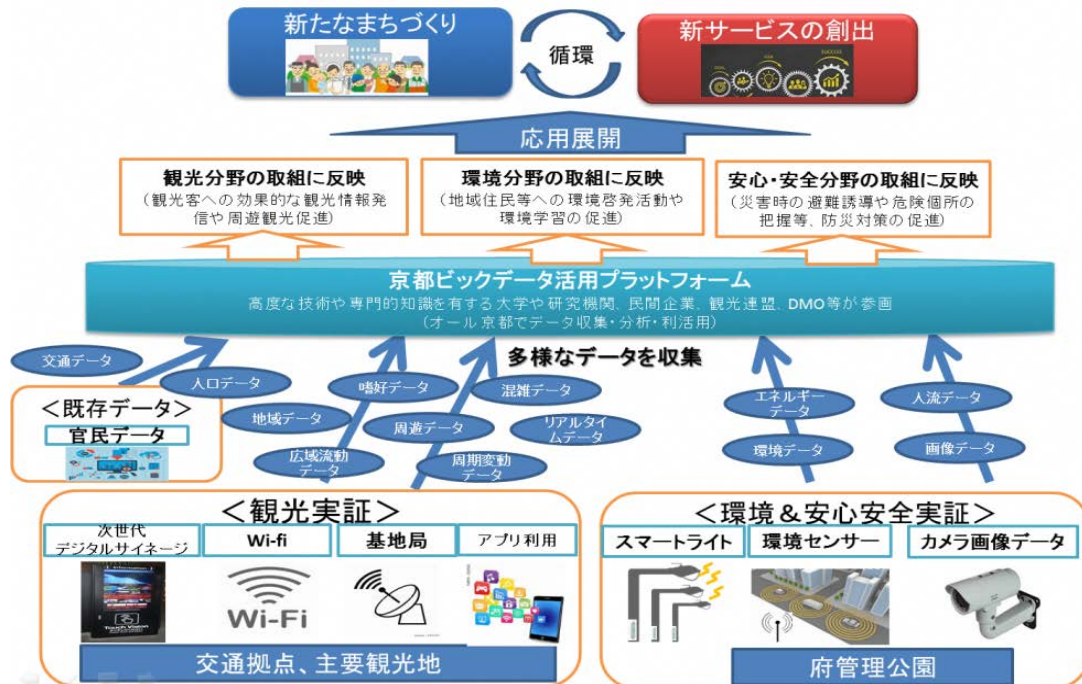 新たなまちづくり
循環
新サービスの創出
応用展開
観光分野の取組に反映
（観光客への効果的な観光情報発
信や周遊観光促進）
環境分野の取組に反映
（地域住民等への環境啓発活動や
環境学習の促進）
安心・安全分野の取組に反映
（災害時の避難誘導や危険個所の
把握等、防災対策の促進）
京都ビックデータ活用プラットフォーム
高度な技術や専門的知識を有する大学や研究機関、民間企業、観光連盟、DMO等が参画
（オール京都でデータ収集・分析・利活用）
多様なデータを収集
交通データ
人口データ
地域データ
広域流動
データ
嗜好データ
周遊データ
周期変動
データ
混雑データ
リアルタイ
ムデータ
エネルギー
データ
環境データ
人流データ
画像データ
＜既存データ＞
官民データ
＜観光実証＞
次世代
デジタルサイネージ
Wi-fi
基地局
アプリ利用
Touch Vision
Wi-Fi
交通拠点、主要観光地
＜環境＆安心安全実証＞
スマートライト
環境センサー
カメラ画像データ
府管理公園